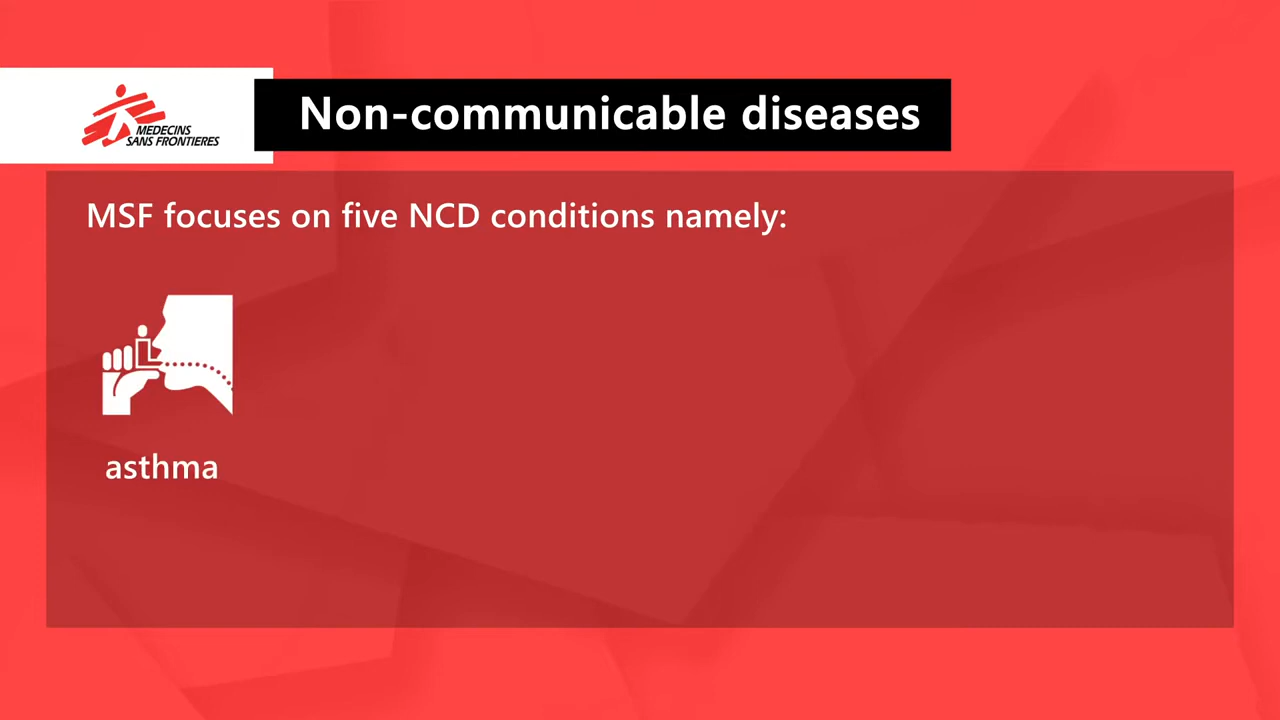 MEDECINS
SANS FRONTIERES
Non-communicable diseases
MSF focuses on five NCD conditions namely:
asthma